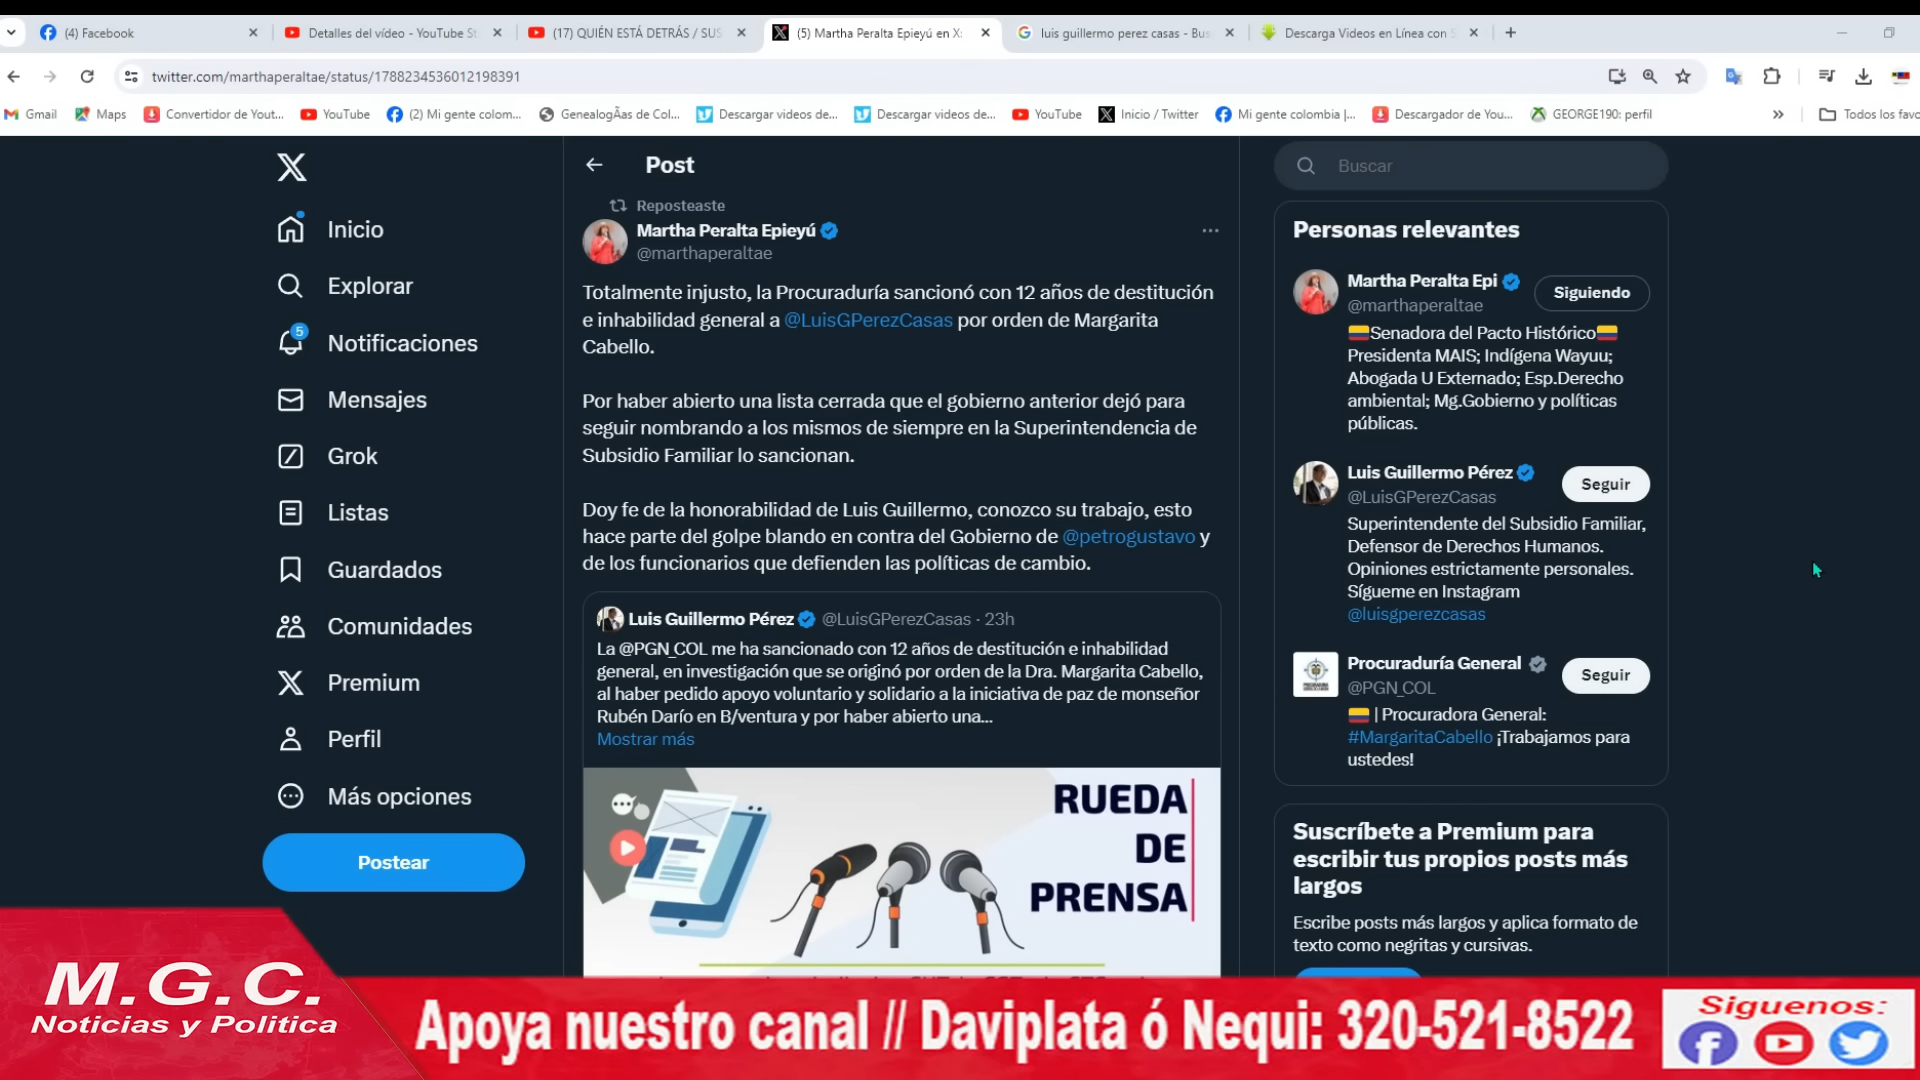 (4) Facebook
Detalles del vídeo - YouTube St
(17) QUIÉN ESTÁ DETRÁS / SUS
(5) Martha Peralta Epieyú en X:
luis guillermo perez casas - Bus
Descarga Videos en Línea con S
twitter.com/marthaperaltae/status/1788234536012198391
Gmail
Maps
Convertidor de Yout...
YouTube
(2) Mi gente colom...
GenealogÃ­as de Col...
Descargar videos de...
Descargar videos de...
YouTube
Inicio / Twitter
Mi gente colombia |...
Descargador de You...
GEORGE190: perfil
Todos los favo
Inicio
Explorar
5
Notificaciones
Mensajes
Grok
Listas
Guardados
Comunidades
Premium
Perfil
Más opciones
Postear
Post
Reposteaste
Martha Peralta Epieyú
@marthaperaltae
Totalmente injusto, la Procuraduría sancionó con 12 años de destitución
e inhabilidad general a @LuisGPerezCasas por orden de Margarita
Cabello.
Por haber abierto una lista cerrada que el gobierno anterior dejó para
seguir nombrando a los mismos de siempre en la Superintendencia de
Subsidio Familiar lo sancionan.
Doy fe de la honorabilidad de Luis Guillermo, conozco su trabajo, esto
hace parte del golpe blando en contra del Gobierno de @petrogustavo y
de los funcionarios que defienden las políticas de cambio.
Luis Guillermo Pérez @LuisGPerezCasas · 23h
La @PGN_COL me ha sancionado con 12 años de destitución e inhabilidad
general, en investigación que se originó por orden de la Dra. Margarita Cabello,
al haber pedido apoyo voluntario y solidario a la iniciativa de paz de monseñor
Rubén Darío en B/ventura y por haber abierto una...
Mostrar más
RUEDA
DE
PRENSA
Buscar
Personas relevantes
Martha Peralta Epi
@marthaperaltae
Siguiendo
Senadora del Pacto Histórico
Presidenta MAIS; Indígena Wayuu;
Abogada U Externado; Esp.Derecho
ambiental; Mg.Gobierno y políticas
públicas.
Luis Guillermo Pérez
@LuisGPerezCasas
Seguir
Superintendente del Subsidio Familiar,
Defensor de Derechos Humanos.
Opiniones estrictamente personales.
Sígueme en Instagram
@luisgperezcasas
Procuraduría General
@PGN_COL
Seguir
| Procuradora General:
#MargaritaCabello ¡Trabajamos para
ustedes!
Suscríbete a Premium para
escribir tus propios posts más
largos
Escribe posts más largos y aplica formato de
texto como negritas y cursivas.
M.G.C.
Noticias y Politica
Apoya nuestro canal // Daviplata ó Nequi: 320-521-8522
Siguenos: